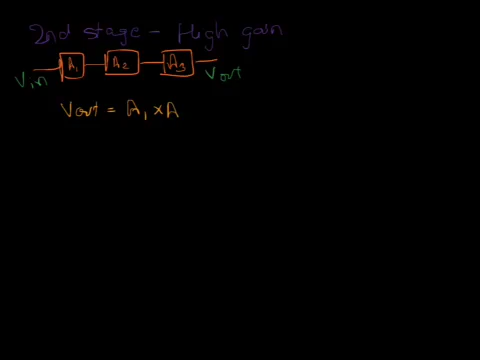 2nd stage - High gain
A1 A2 A3
Vin Vout
Vout = A1 × A